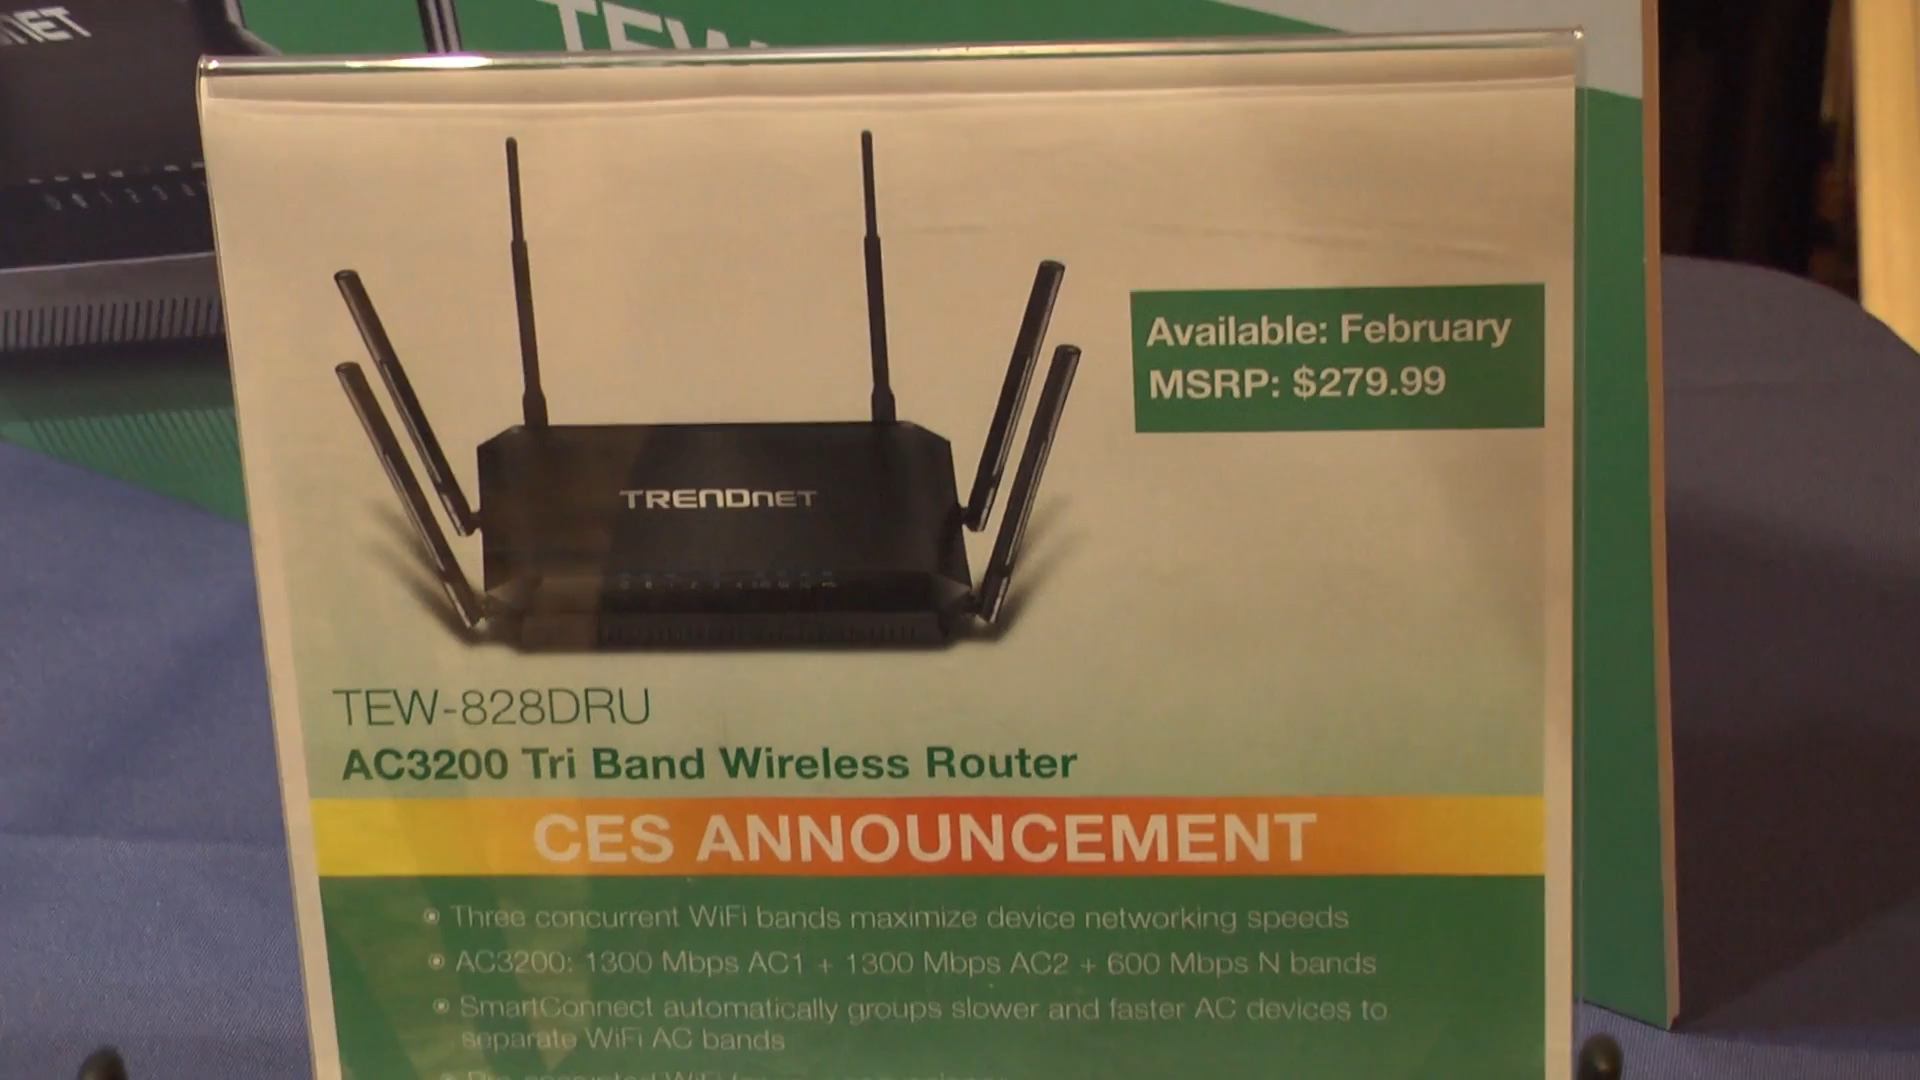 NET
TEW
Available: February
MSRP: $279.99
TRENDnET
TEW-828DRU
AC3200 Tri Band Wireless Router
CES ANNOUNCEMENT
Three concurrent WiFi bands maximize device networking speeds
AC3200: 1300 Mbps AC1 + 1300 Mbps AC2 + 600 Mbps N bands
SmartConnect automatically groups slower and faster AC devices to
separate WiFi AC bands